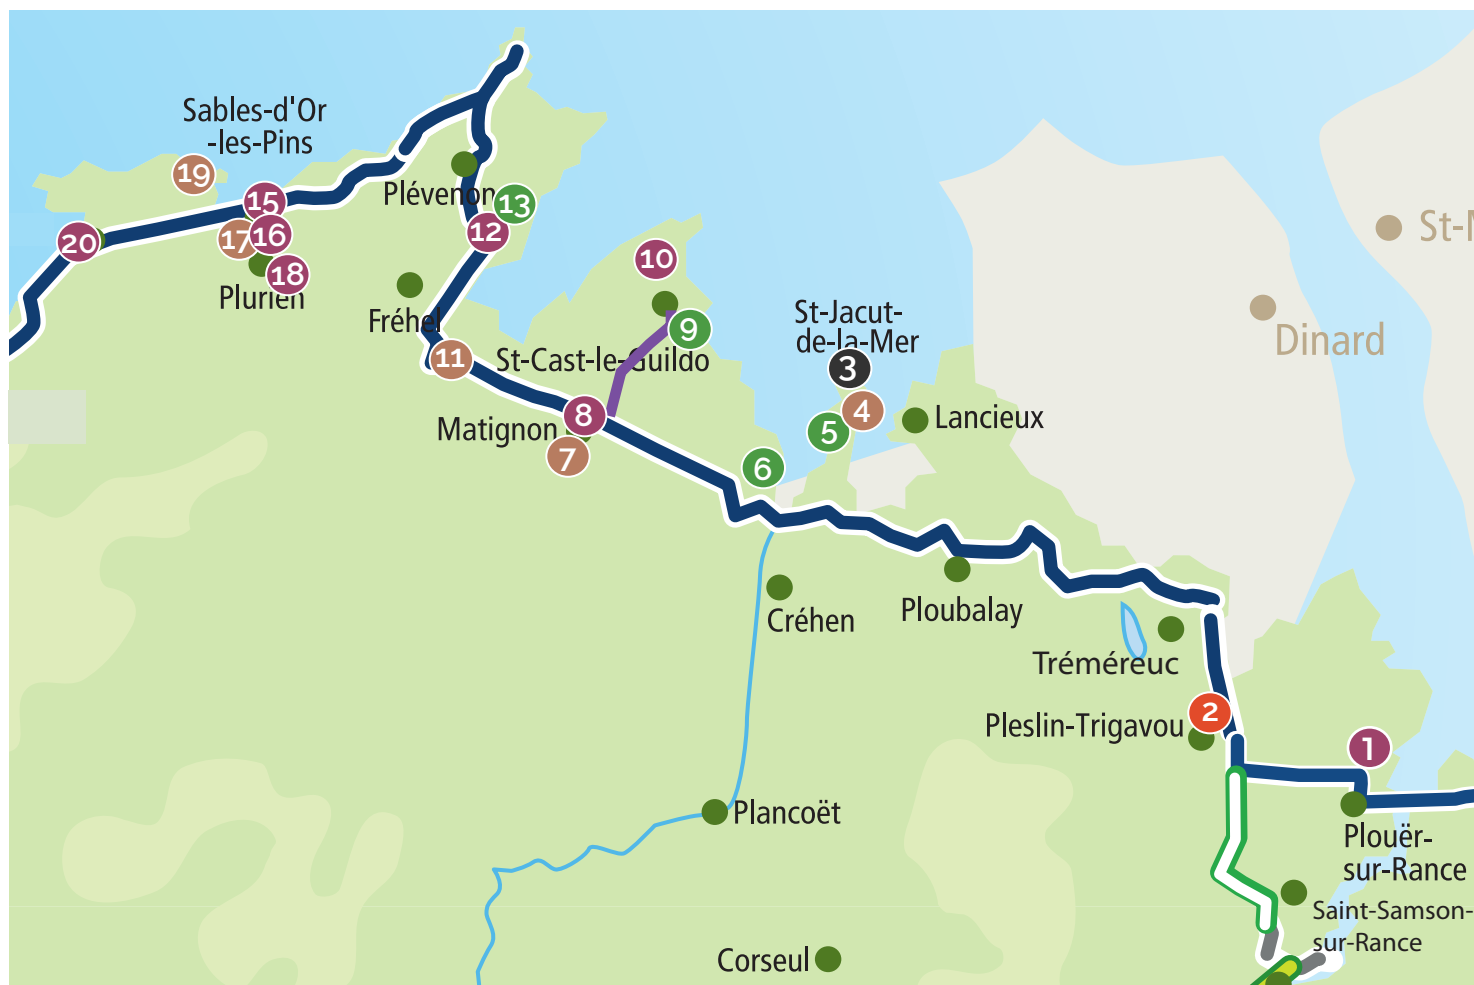 Sables-d'Or
-les-Pins
19
Plévenon
13
15
12
20
17
16
St-
10
18
Plurien
Fréhel
9
St-Jacut-
de-la-Mer
Dinard
11
St-Cast-le-Guildo
3
8
4
Lancieux
Matignon
5
7
6
Créhen
Ploubalay
Tréméreuc
Pleslin-Trigavou
2
1
Plancoët
Plouër-
sur-Rance
Saint-Samson-
sur-Rance
Corseul